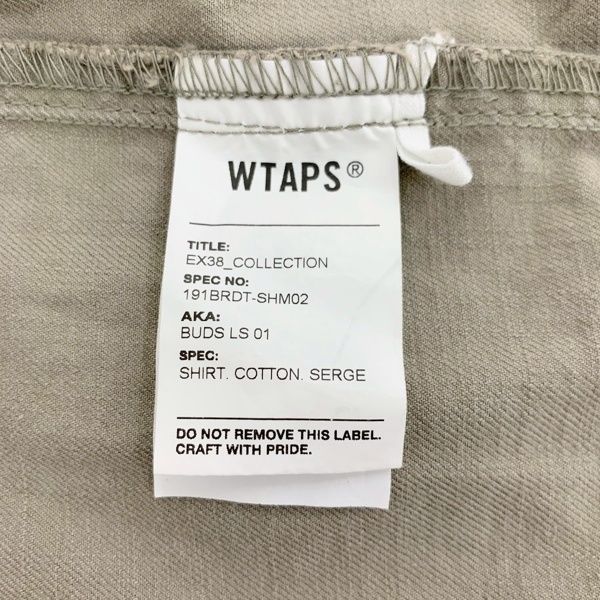 WTAPS®
TITLE:
EX38_COLLECTION
SPEC NO:
191BRDT-SHM02
AKA:
BUDS LS 01
SPEC:
SHIRT. COTTON. SERGE
DO NOT REMOVE THIS LABEL.
CRAFT WITH PRIDE.